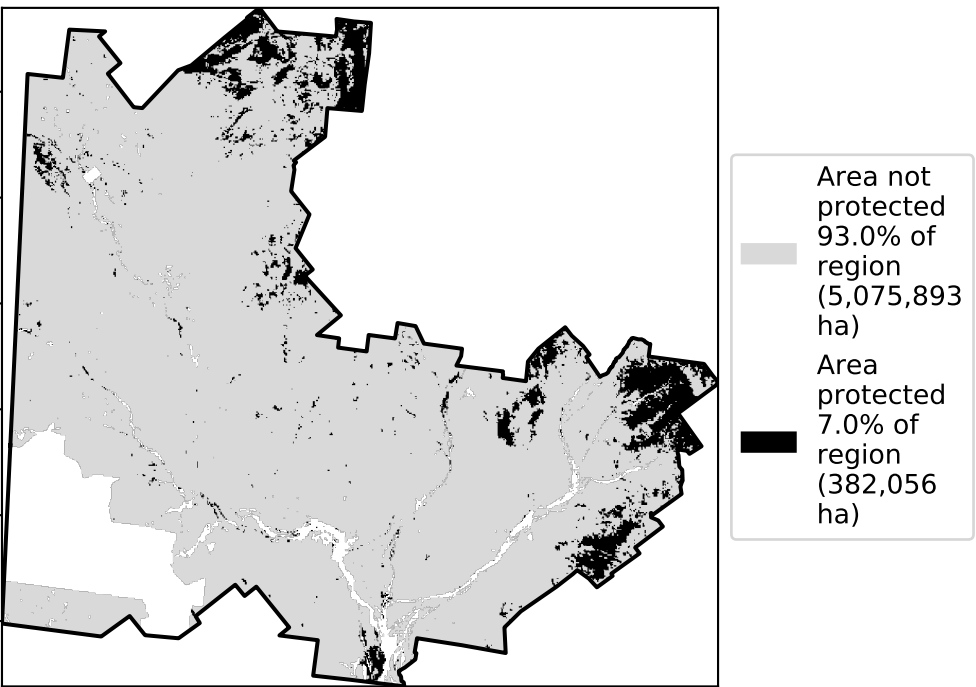 Area not
protected
93.0% of
region
(5,075,893
ha)
Area
protected
7.0% of
region
(382,056
ha)